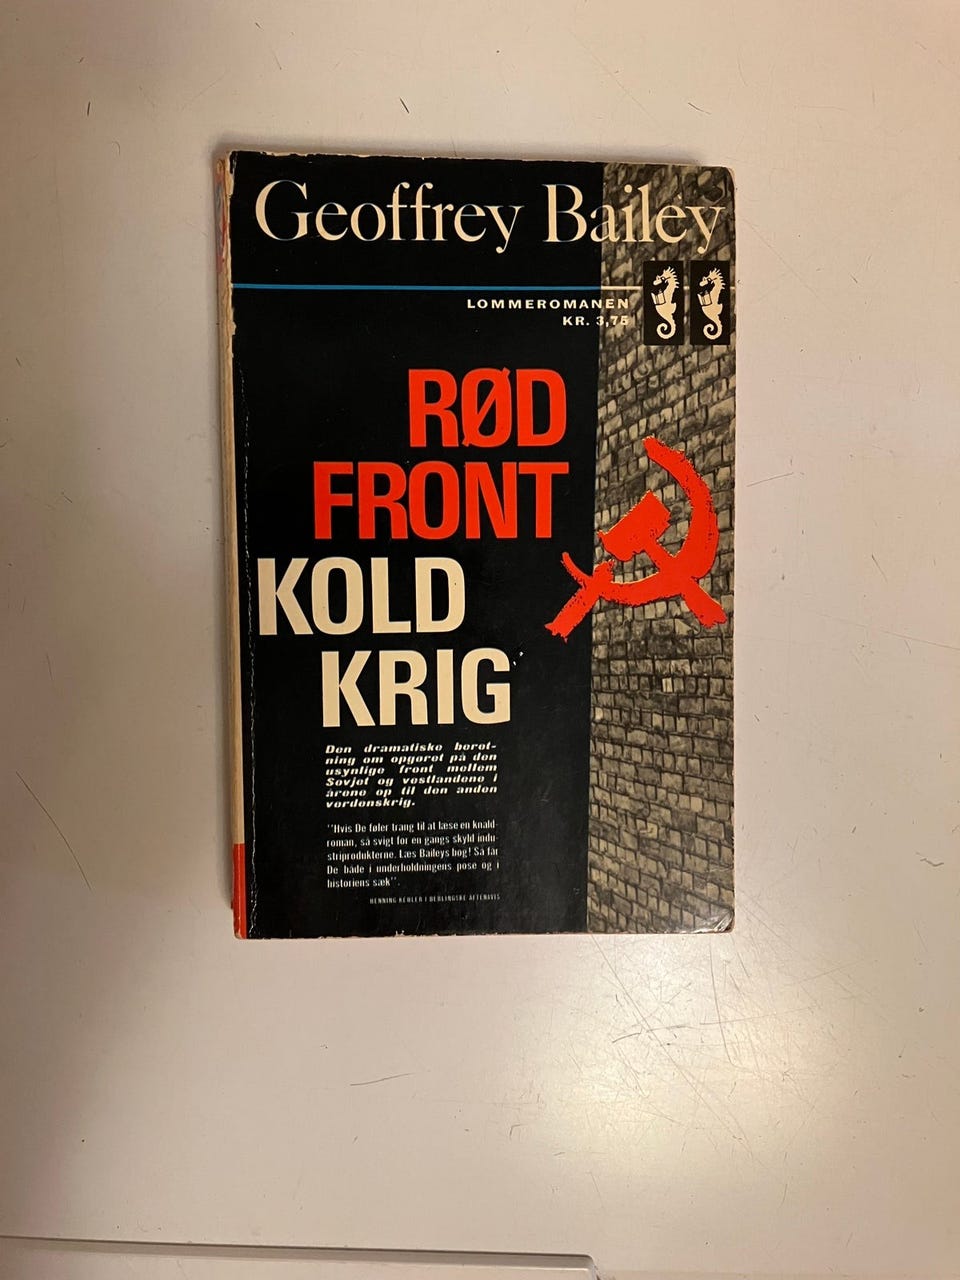 Geoffrey Bailey
LOMMEROMANEN
KR. 3,75
RØD
FRONT
KOLD
KRIG
Den dramatiske beret-
ning om opgøret på den
usynlige front mellem
Sovjet og vestlandene i
årene op til den anden
verdenskrig.
"Hvis De føler trang til at læse en knald-
roman, så svigt for en gangs skyld indu-
striprodukterne. Læs Baileys bog! Så får
De både i underholdningens pose og i
historiens sæk".
HENNING KEHLER I BERLINGSKE AFTENAVIS